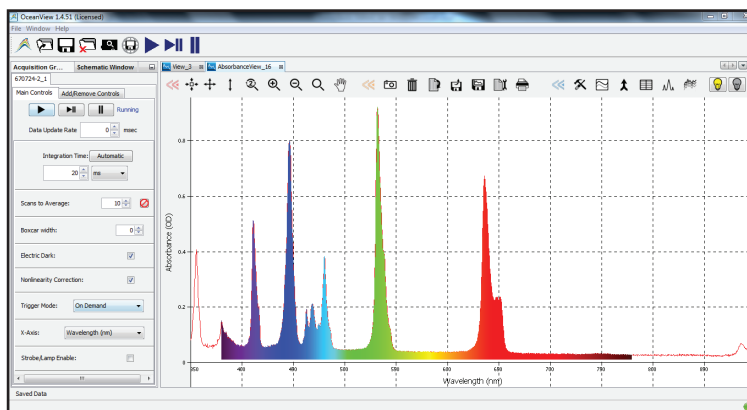 OceanView 1.4.51 (Licensed)
File Window Help
Acquisition Gr... Schematic Window
670724-2_1
Main Controls Add/Remove Controls
Running
Data Update Rate 0 msec
Integration Time: Automatic
20 ms
Scans to Average: 10
Boxcar width: 0
Electric Dark:
Nonlinearity Correction:
Trigger Mode: On Demand
X-Axis: Wavelength (nm)
Strobe/Lamp Enable:
Saved Data
View_3 AbsorbanceView_16
Absorbance (OD)
0.8
0.6
0.4
0.2
0
350 400 450 500 550 600 650 700 750 800 850
Wavelength (nm)